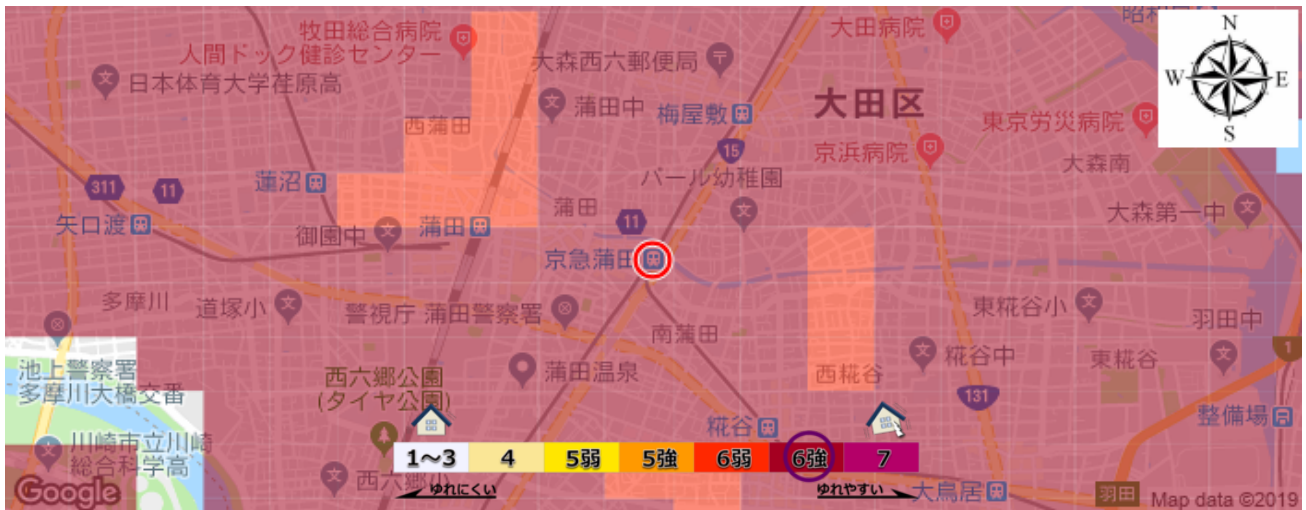 牧田総合病院
人間ドック健診センター
大田病院
昭和
N
W E
S
日本体育大学荏原高
大森西六郵便局
蒲田中
梅屋敷
大田区
東京労災病院
西蒲田
15
京浜病院
大森南
パール幼稚園
311
11
蓮沼
矢口渡
御園中
蒲田
蒲田
11
大森第一中
京急蒲田
多摩川
道塚小
警視庁 蒲田警察署
南蒲田
東糀谷小
羽田中
池上警察署
多摩川大橋交番
西六郷公園
(タイヤ公園)
蒲田温泉
西糀谷
糀谷中
東糀谷
1
131
川崎市立川崎
総合科学高
糀谷
整備場
1~3 4 5弱 5強 6弱 6強 7
ゆれにくい ゆれやすい
西六郷小
大鳥居
羽田
Google
Map data ©2019